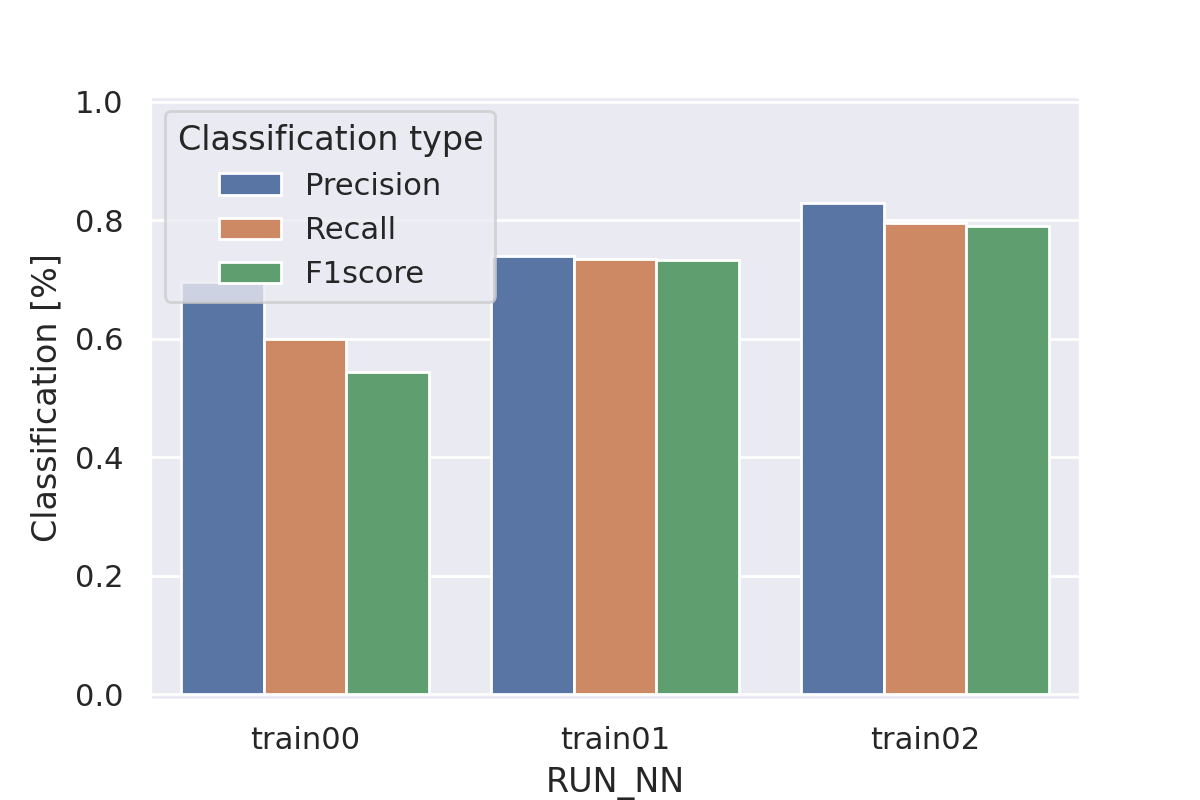 1.0
0.8
0.6
0.4
0.2
0.0
Classification [%]
Classification type
Precision
Recall
F1score
train00
train01
train02
RUN_NN